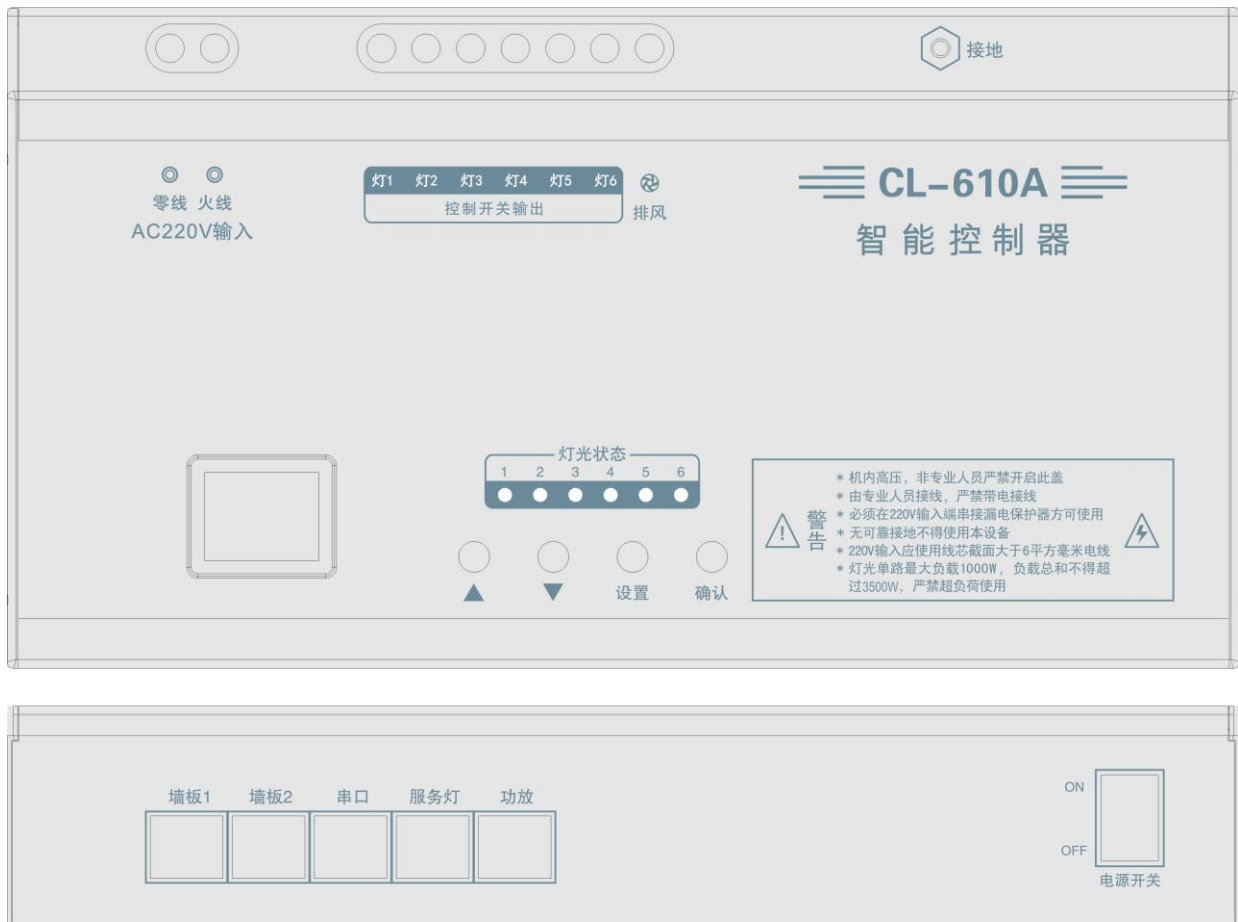 接地
零线 火线
AC220V输入
灯1 灯2 灯3 灯4 灯5 灯6
控制开关输出
排风
CL-610A
智能控制器
灯光状态
1 2 3 4 5 6
▲ ▼ 设置 确认
警告
* 机内高压，非专业人员严禁开启此盖
* 由专业人员接线，严禁带电接线
* 必须在220V输入端串接漏电保护器方可使用
* 无可靠接地不得使用本设备
* 220V输入应使用线芯截面大于6平方毫米电线
* 灯光单路最大负载1000W，负载总和不得超
过3500W，严禁超负荷使用
墙板1 墙板2 串口 服务灯 功放
ON
OFF
电源开关